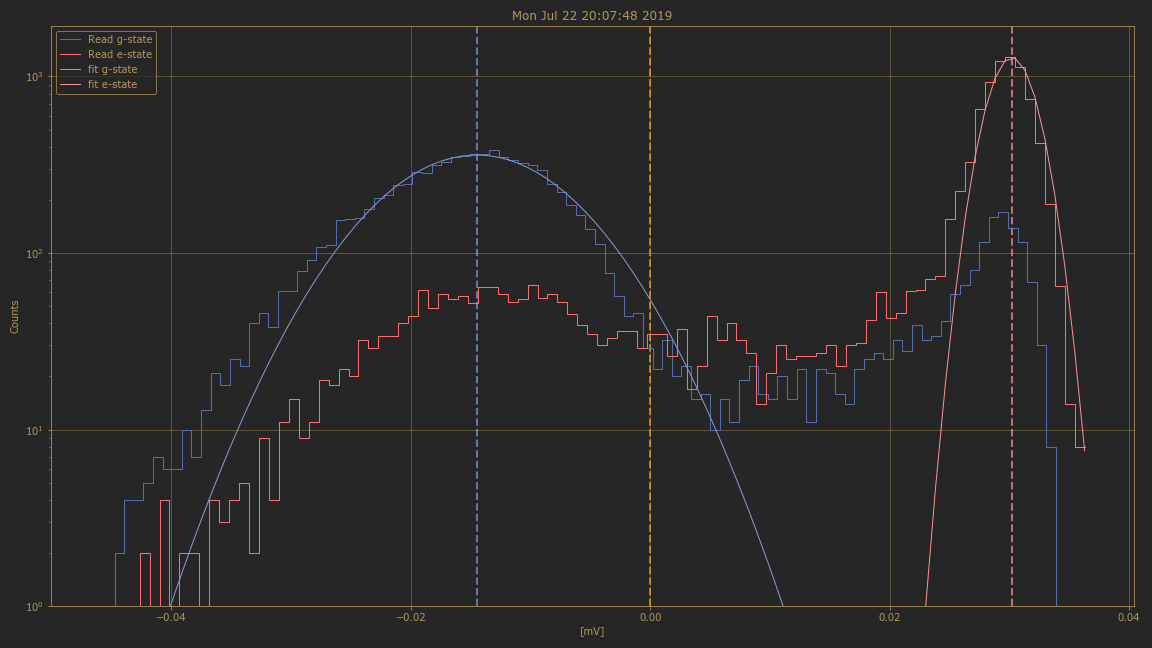 Mon Jul 22 20:07:48 2019
Read g-state
Read e-state
fit g-state
fit e-state
Counts
10³
10²
10¹
10⁰
−0.04
−0.02
0.00
0.02
0.04
[mV]